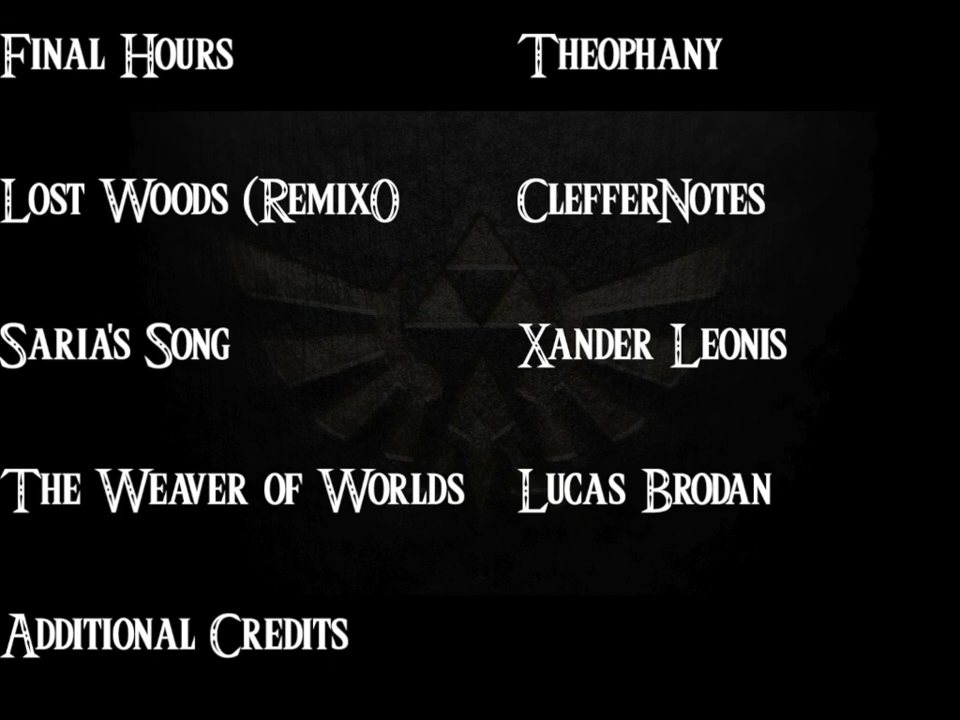 Final Hours Theophany
Lost Woods (Remix0 ClefferNotes
Saria's Song Xander Leonis
The Weaver of Worlds Lucas Brodan
Additional Credits